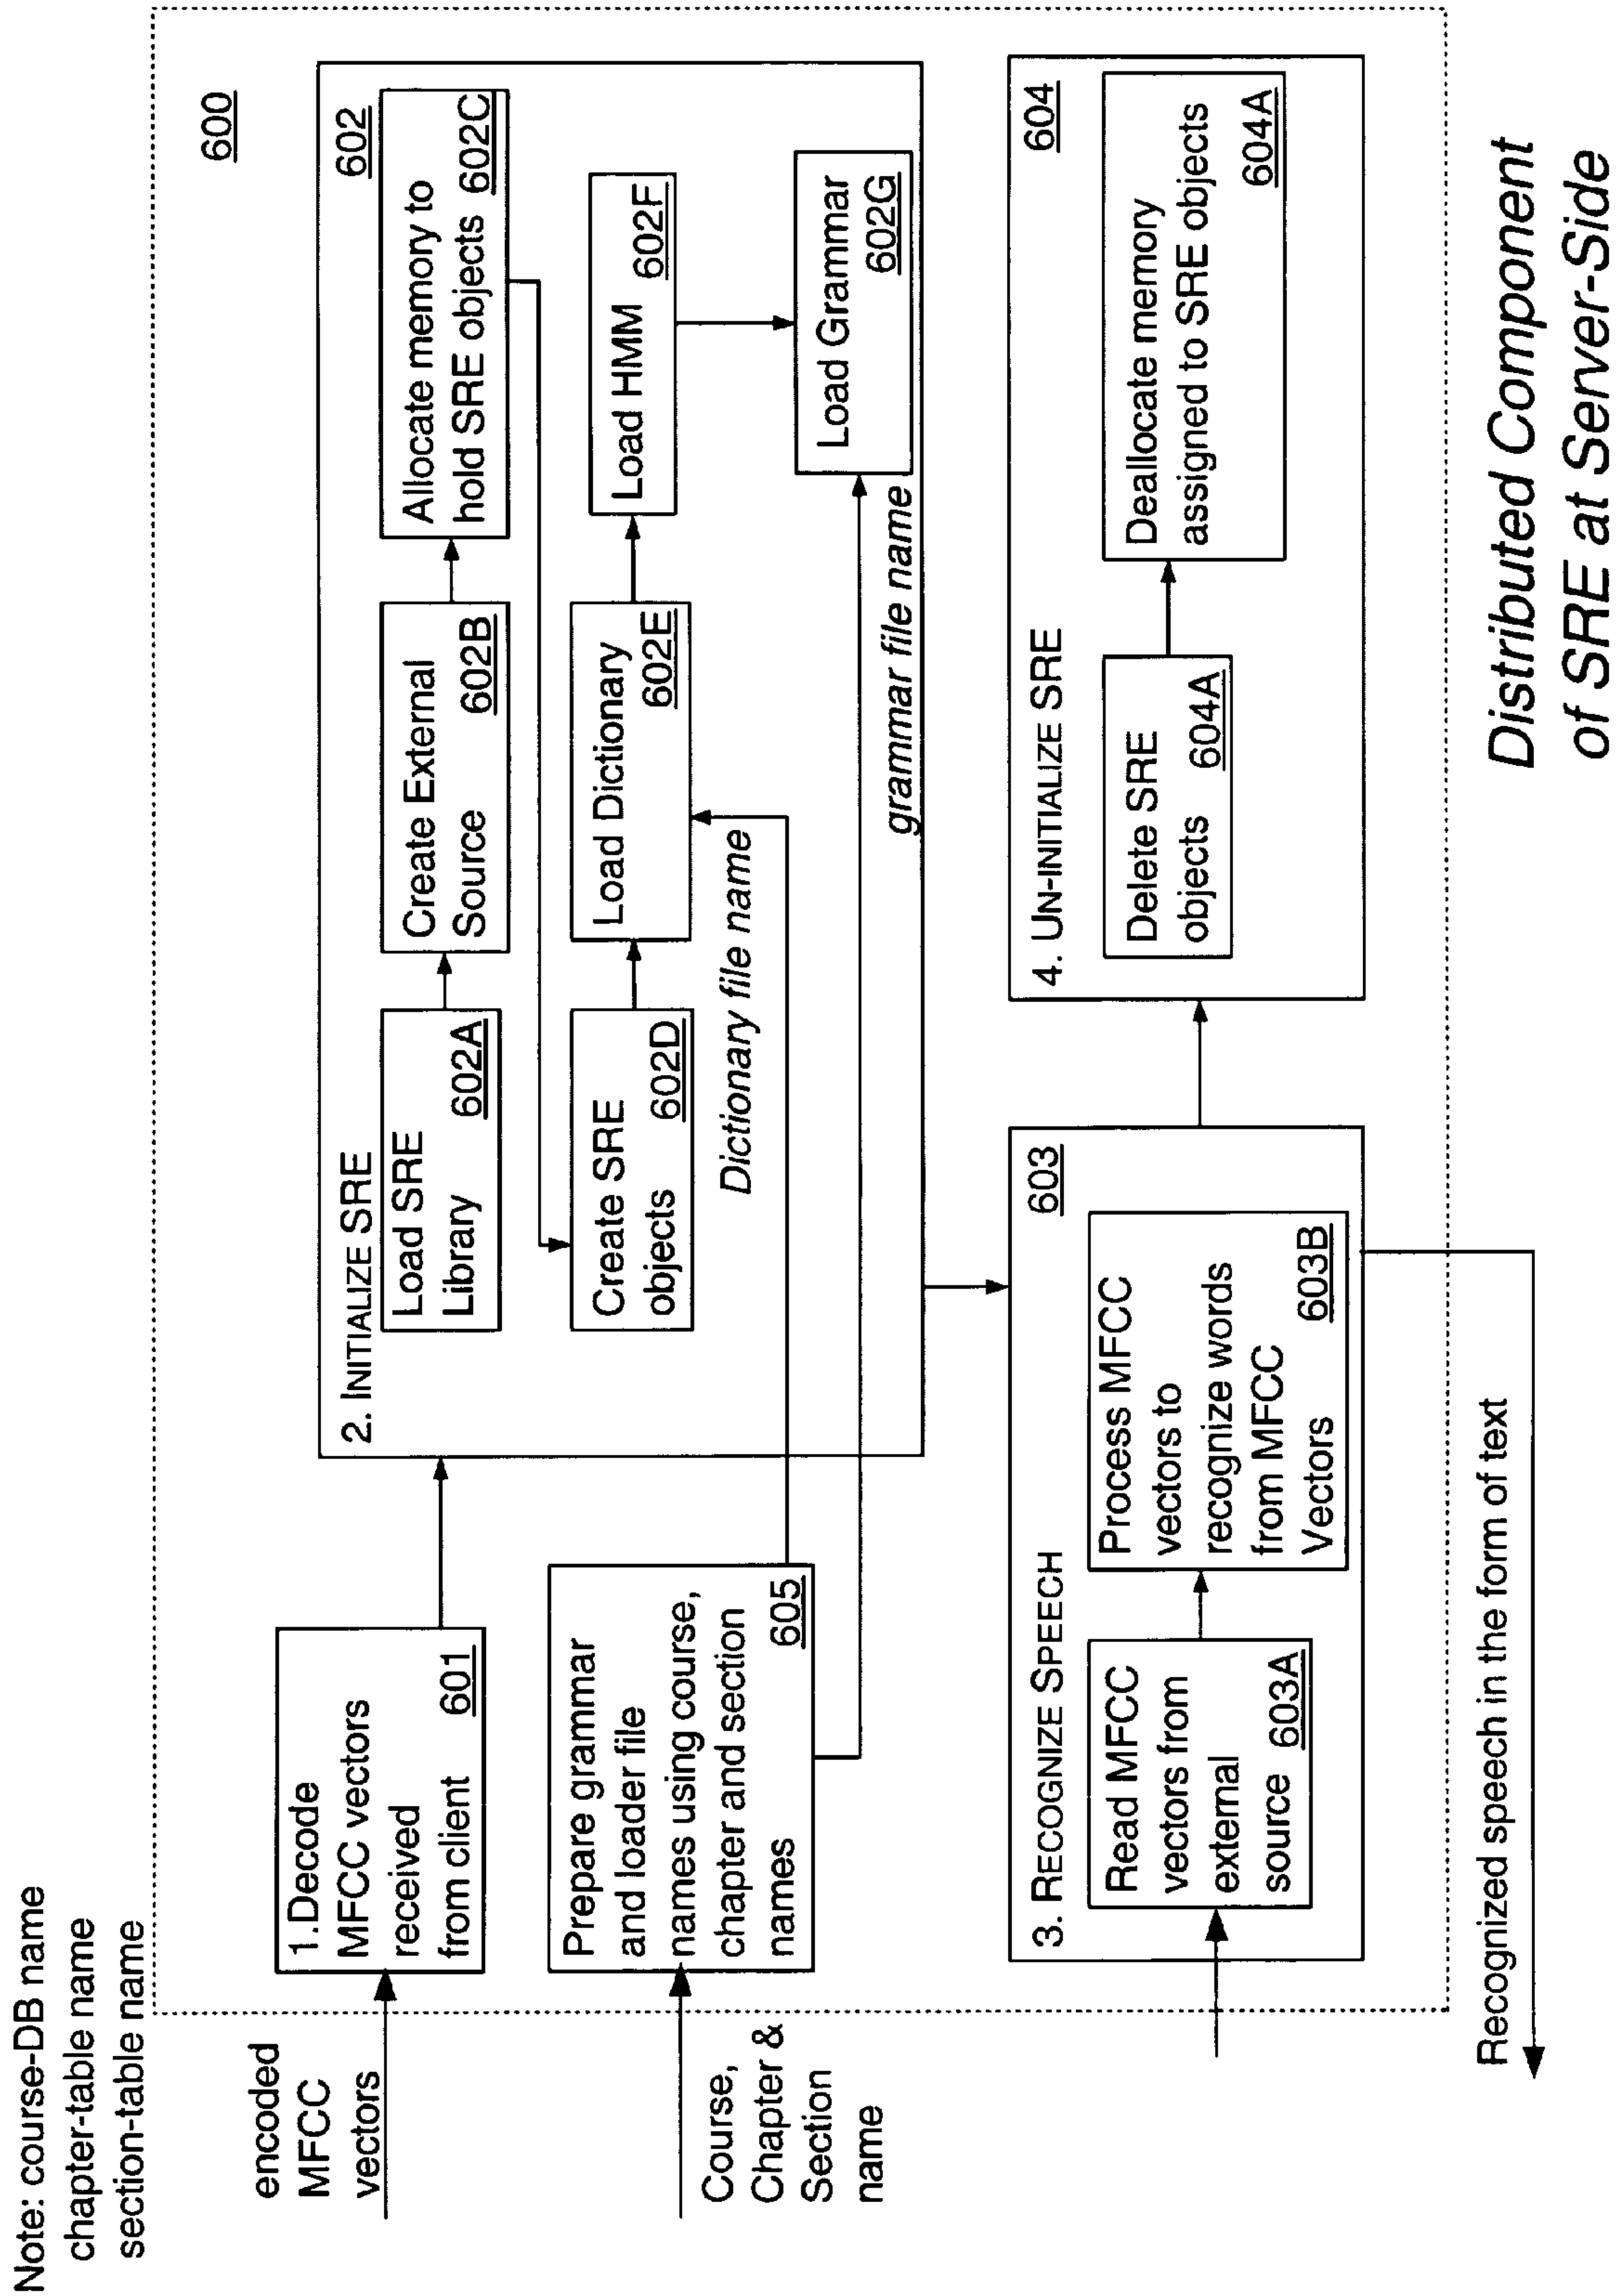 Note: course-DB name
chapter-table name
section-table name
600
encoded
MFCC
vectors
1.Decode
MFCC vectors
received
from client 601
2. INITIALIZE SRE
602
Load SRE
Library 602A
Create External
Source 602B
Allocate memory to
hold SRE objects 602C
Create SRE
objects 602D
Load Dictionary
602E
Load HMM
602F
Load Grammar
602G
Dictionary file name
grammar file name
Course,
Chapter &
Section
name
Prepare grammar
and loader file
names using course,
chapter and section
names 605
3. RECOGNIZE SPEECH
603
Read MFCC
vectors from
external
source 603A
Process MFCC
vectors to
recognize words
from MFCC
Vectors 603B
4. UN-INITIALIZE SRE
604
Delete SRE
objects 604A
Deallocate memory
assigned to SRE objects
604A
Recognized speech in the form of text
Distributed Component
of SRE at Server-Side